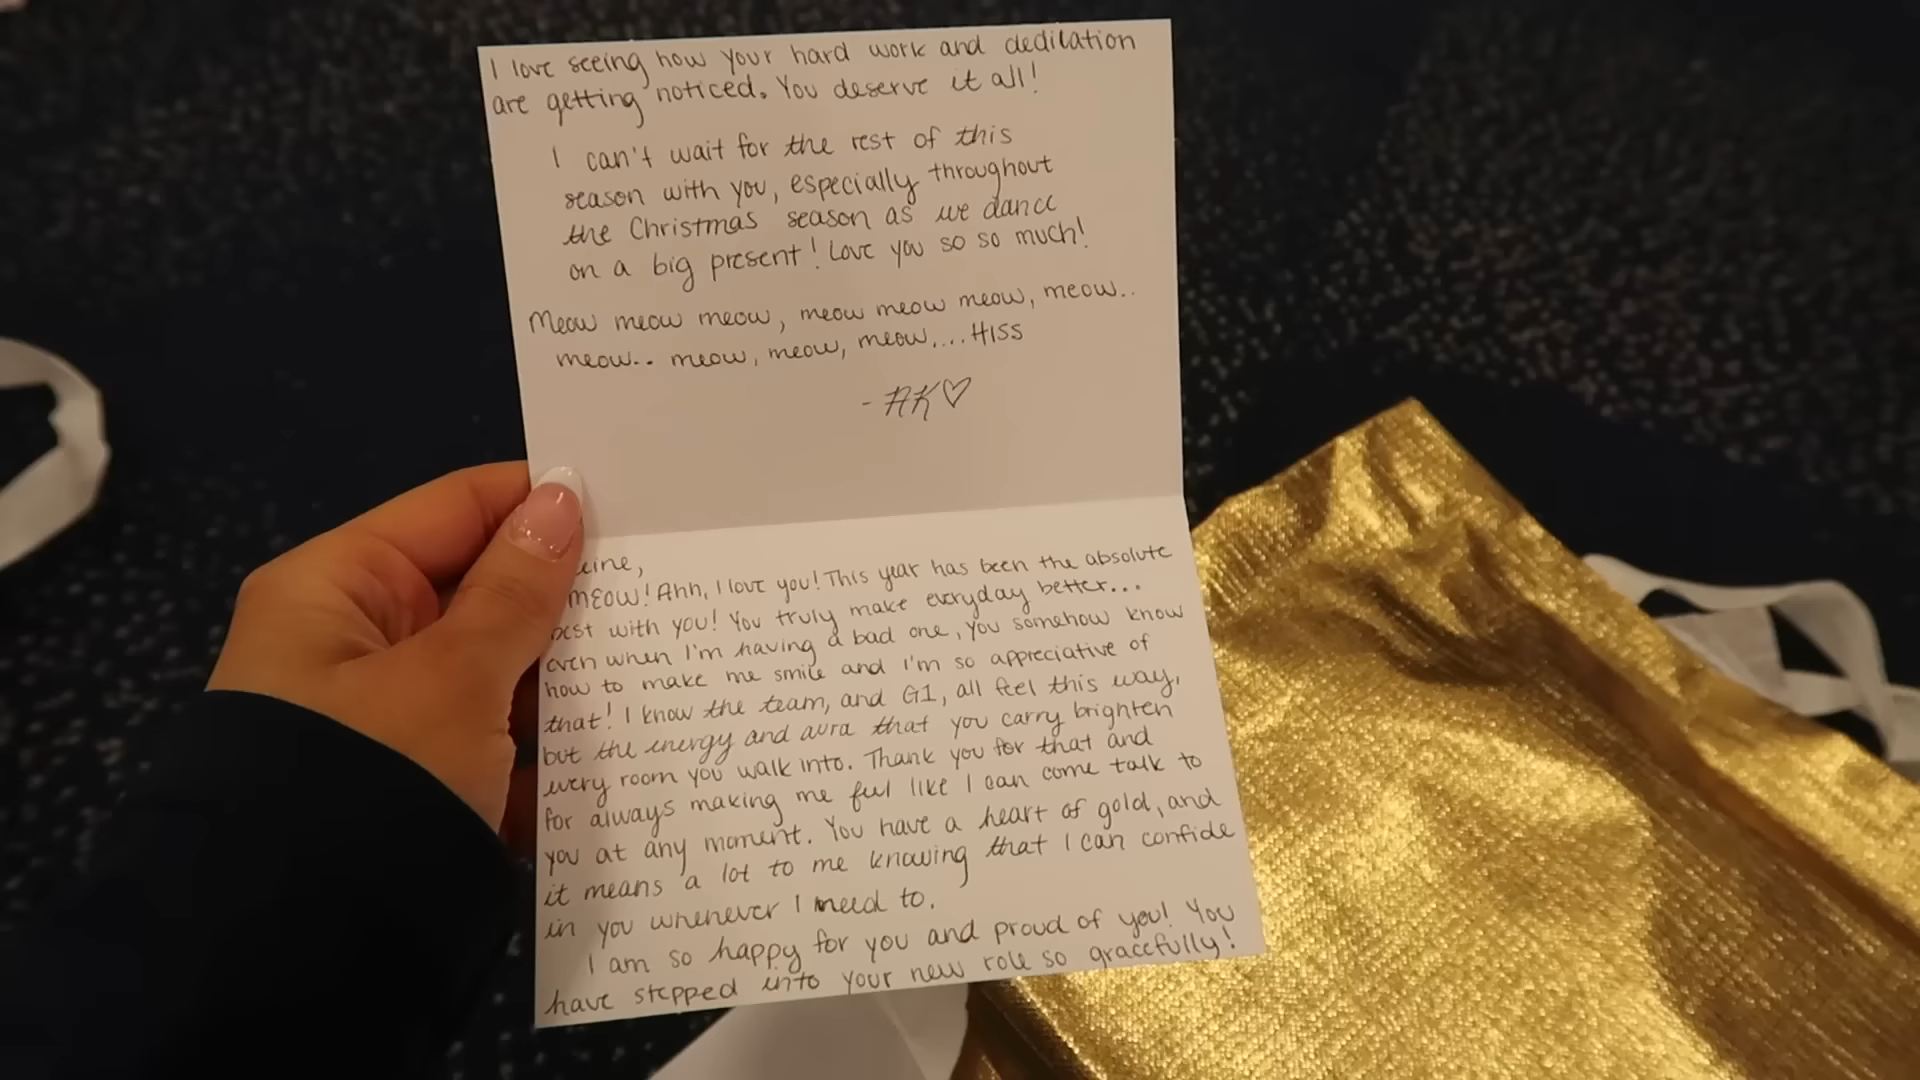 I love seeing how your hard work and dedication
are getting noticed. You deserve it all!
I can't wait for the rest of this
season with you, especially throughout
the Christmas season as we dance
on a big present! Love you so so much!
Meow meow meow, meow meow meow, meow..
meow.. meow, meow, meow,... Hiss
- AK♡
eine,
MEOW! Ahh, I love you! This year has been the absolute
best with you! You truly make everyday better...
even when I'm having a bad one, you somehow know
how to make me smile and I'm so appreciative of
that! I know the team, and G1, all feel this way,
but the energy and aura that you carry brighten
every room you walk into. Thank you for that and
for always making me feel like I can come talk to
you at any moment. You have a heart of gold, and
it means a lot to me knowing that I can confide
in you whenever I need to.
I am so happy for you and proud of you! You
have stepped into your new role so gracefully!